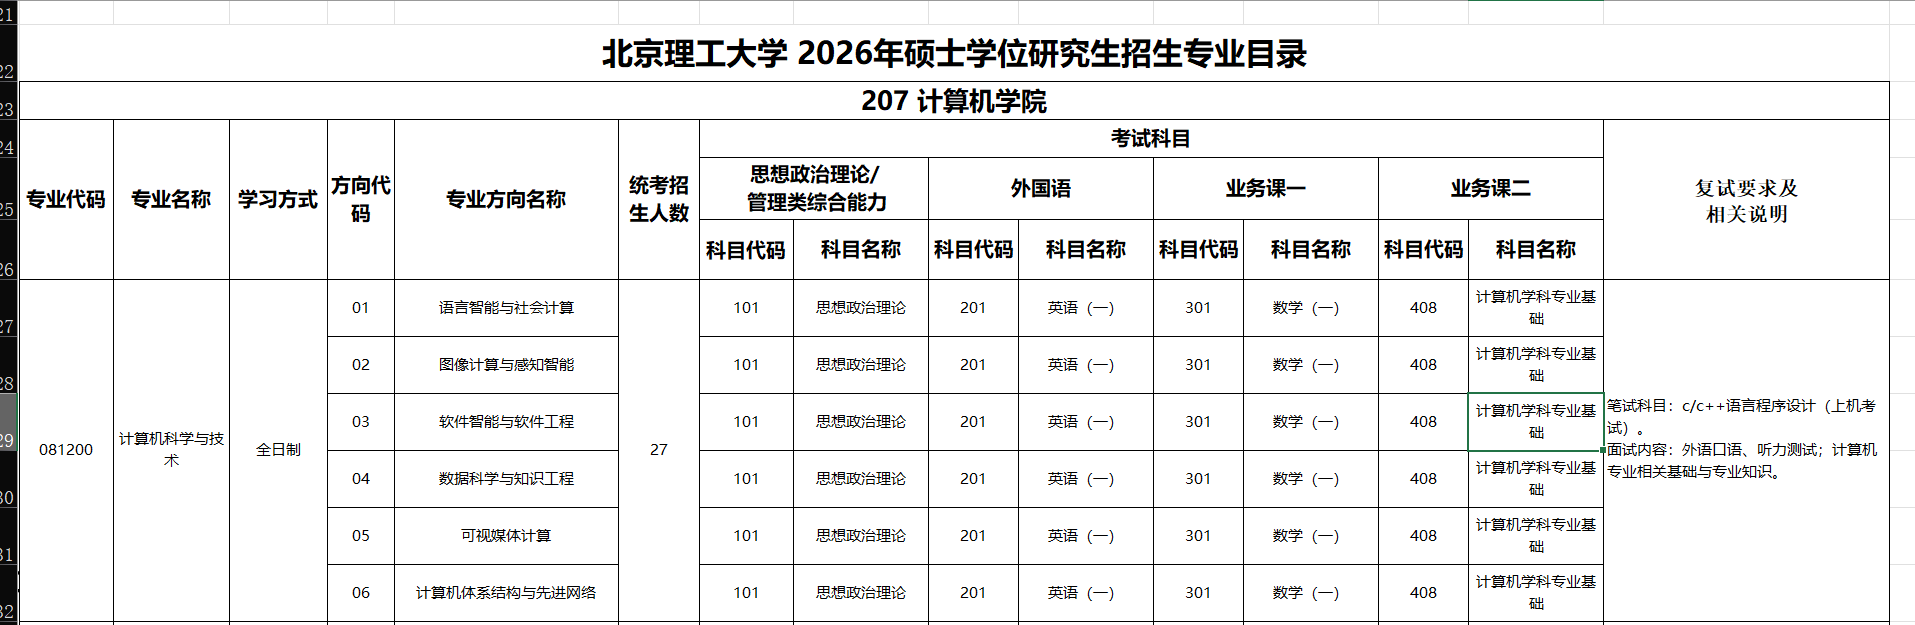 21
北京理工大学 2026年硕士学位研究生招生专业目录
22
207 计算机学院
23
考试科目
24
专业代码
专业名称
学习方式
方向代
码
专业方向名称
统考招
生人数
思想政治理论/
管理类综合能力
外国语
业务课一
业务课二
复试要求及
相关说明
25
科目代码 科目名称 科目代码 科目名称 科目代码 科目名称 科目代码 科目名称
26
01 语言智能与社会计算 101 思想政治理论 201 英语（一） 301 数学（一） 408 计算机学科专业基
础
27
02 图像计算与感知智能 101 思想政治理论 201 英语（一） 301 数学（一） 408 计算机学科专业基
础
28
03 软件智能与软件工程 101 思想政治理论 201 英语（一） 301 数学（一） 408 计算机学科专业基
础
29
081200
计算机科学与技
术
全日制
27
笔试科目：c/c++语言程序设计（上机考
试）。
面试内容：外语口语、听力测试；计算机
专业相关基础与专业知识。
04 数据科学与知识工程 101 思想政治理论 201 英语（一） 301 数学（一） 408 计算机学科专业基
础
30
05 可视媒体计算 101 思想政治理论 201 英语（一） 301 数学（一） 408 计算机学科专业基
础
31
06 计算机体系结构与先进网络 101 思想政治理论 201 英语（一） 301 数学（一） 408 计算机学科专业基
础
32